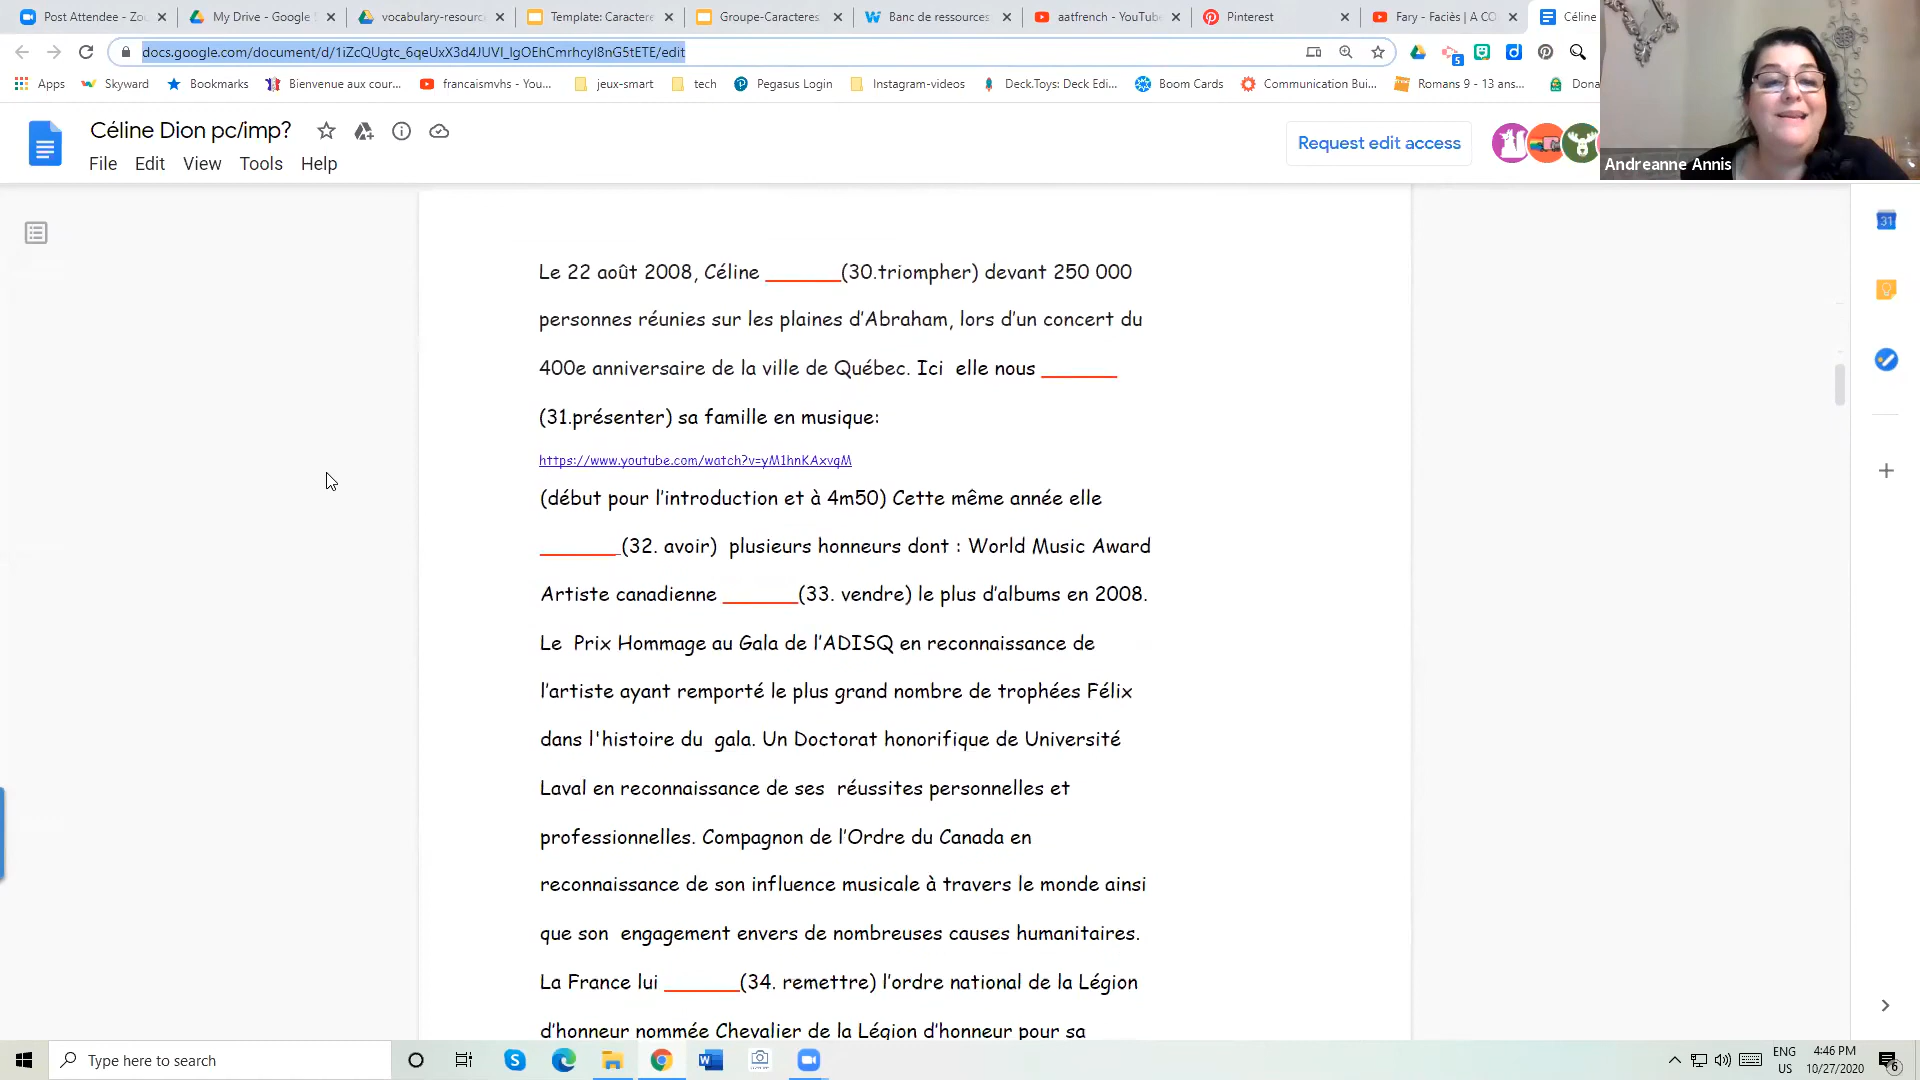 Post Attendee - Zoo
My Drive - Google
vocabulary-resourc
Template: Caractere
Groupe-Caracteres
Banc de ressources
aatfrench - YouTube
Pinterest
Fary - Faciès | A CO
Céline
docs.google.com/document/d/1iZcQUgtc_6qeUxX3d4JUVI_lgOEhCmrhcyI8nG5tETE/edit
Apps
Skyward
Bookmarks
Bienvenue aux cour...
francaismvhs - You...
jeux-smart
tech
Pegasus Login
Instagram-videos
Deck.Toys: Deck Edi...
Boom Cards
Communication Bui...
Romans 9 - 13 ans...
Dona
Céline Dion pc/imp?
File Edit View Tools Help
Request edit access
Andreanne Annis
31
5
Le 22 août 2008, Céline _______(30.triompher) devant 250 000
personnes réunies sur les plaines d'Abraham, lors d'un concert du
400e anniversaire de la ville de Québec. Ici elle nous _______
(31.présenter) sa famille en musique:
https://www.youtube.com/watch?v=yM1hnKAxvqM
(début pour l'introduction et à 4m50) Cette même année elle
_______(32. avoir) plusieurs honneurs dont : World Music Award
Artiste canadienne _______(33. vendre) le plus d'albums en 2008.
Le Prix Hommage au Gala de l'ADISQ en reconnaissance de
l'artiste ayant remporté le plus grand nombre de trophées Félix
dans l'histoire du gala. Un Doctorat honorifique de Université
Laval en reconnaissance de ses réussites personnelles et
professionnelles. Compagnon de l'Ordre du Canada en
reconnaissance de son influence musicale à travers le monde ainsi
que son engagement envers de nombreuses causes humanitaires.
La France lui _______(34. remettre) l'ordre national de la Légion
d'honneur nommée Chevalier de la Légion d'honneur pour sa
Type here to search
ENG
US
4:46 PM
10/27/2020
6